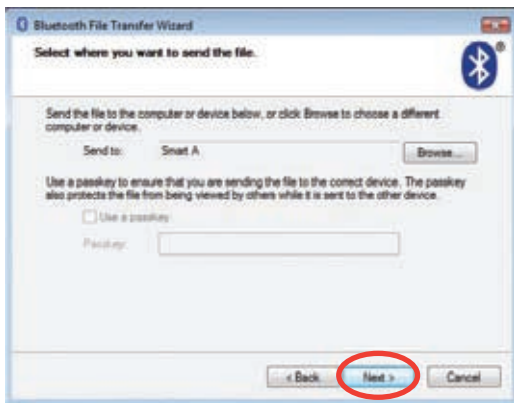 Bluetooth File Transfer Wizard
Select where you want to send the file.
®
Send the file to the computer or device below, or click Browse to choose a different
computer or device.
Send to: Smart A Browse...
Use a passkey to ensure that you are sending the file to the correct device. The passkey
also protects the file from being viewed by others while it is sent to the other device.
Use a passkey
Passkey:
< Back Next > Cancel